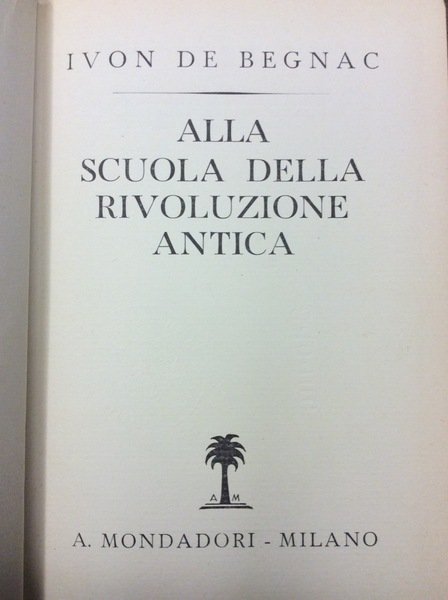 IVON DE BEGNAC
ALLA
SCUOLA DELLA
RIVOLUZIONE
ANTICA
A M
A. MONDADORI - MILANO